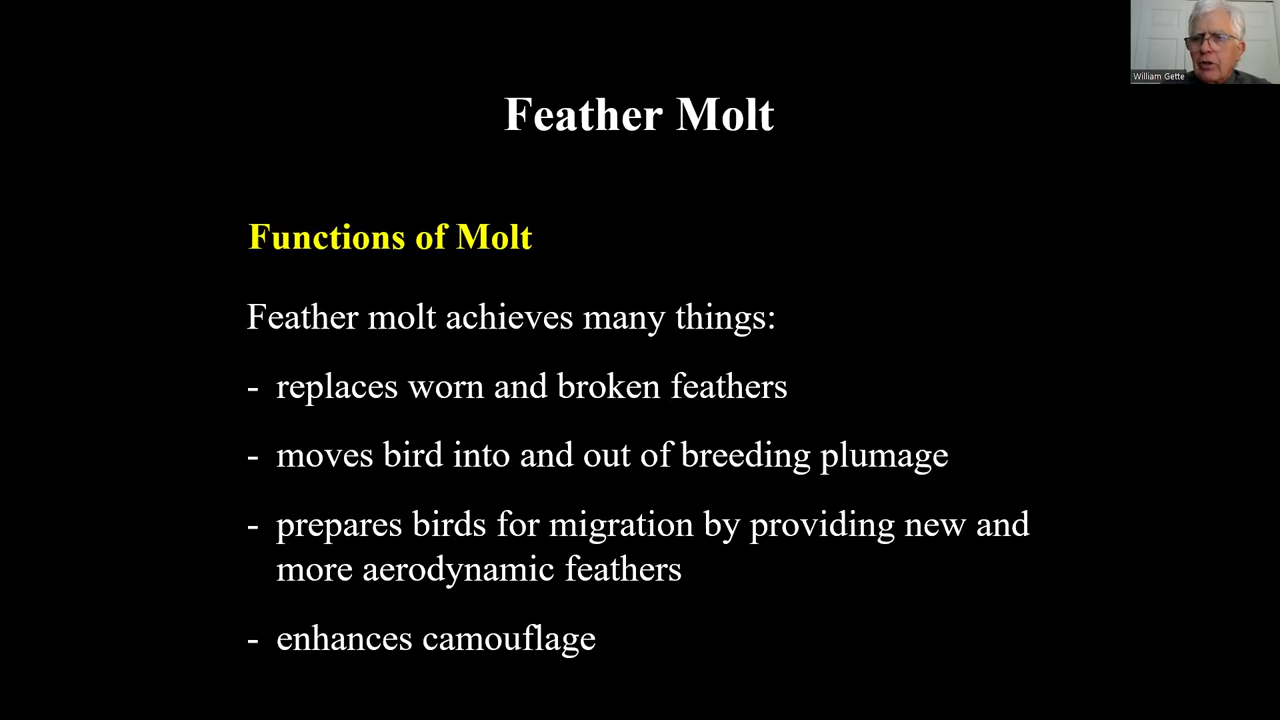 William Gette
Feather Molt
Functions of Molt
Feather molt achieves many things:
- replaces worn and broken feathers
- moves bird into and out of breeding plumage
- prepares birds for migration by providing new and
more aerodynamic feathers
- enhances camouflage